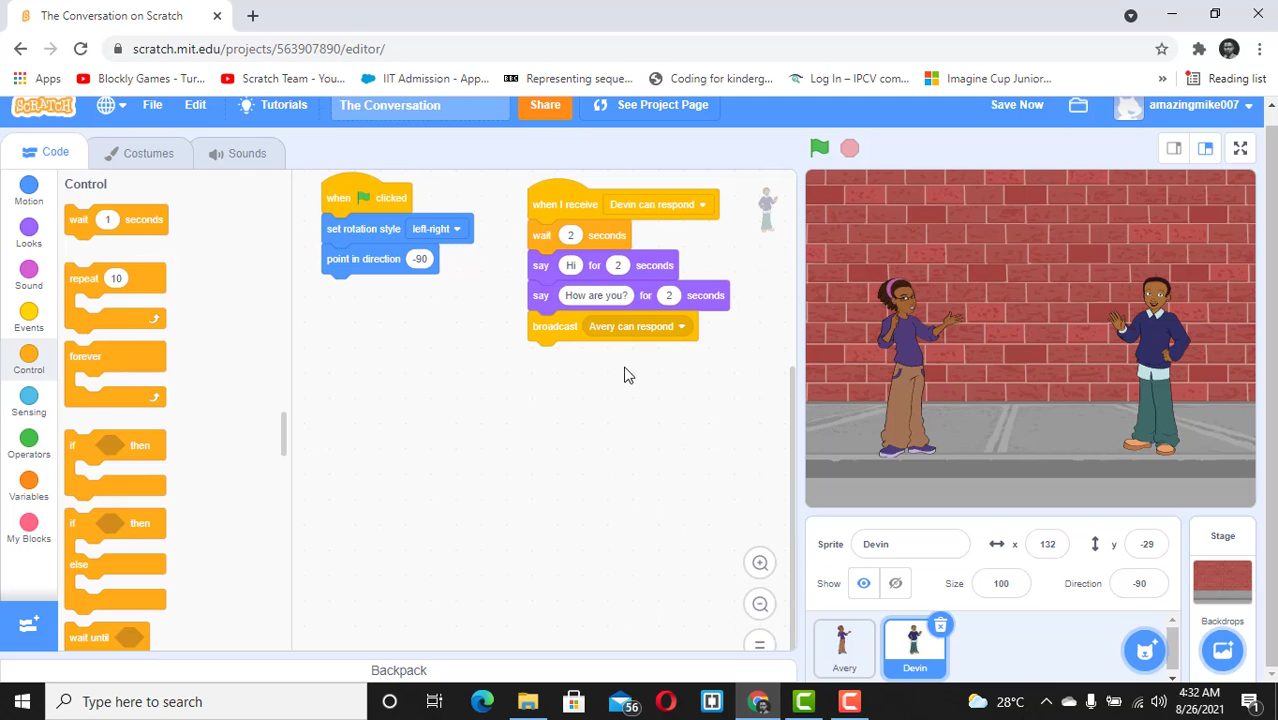 The Conversation on Scratch
scratch.mit.edu/projects/563907890/editor/
Apps
Blockly Games - Tur...
Scratch Team - You...
IIT Admission - App...
Representing seque...
Coding for kinderg...
Log In – IPCV comm...
Imagine Cup Junior...
»
Reading list
SCRATCH
File
Edit
Tutorials
The Conversation
Share
See Project Page
Save Now
amazingmike007
Code
Costumes
Sounds
Motion
Looks
Sound
Events
Control
Sensing
Operators
Variables
My Blocks
Control
wait 1 seconds
repeat 10
forever
if then
if then
else
wait until
when clicked
set rotation style left-right
point in direction -90
when I receive Devin can respond
wait 2 seconds
say Hi for 2 seconds
say How are you? for 2 seconds
broadcast Avery can respond
Sprite Devin x 132 y -29
Show Size 100 Direction -90
Avery
Devin
Stage
Backdrops
Backpack
Type here to search
56
28°C
4:32 AM
8/26/2021
1